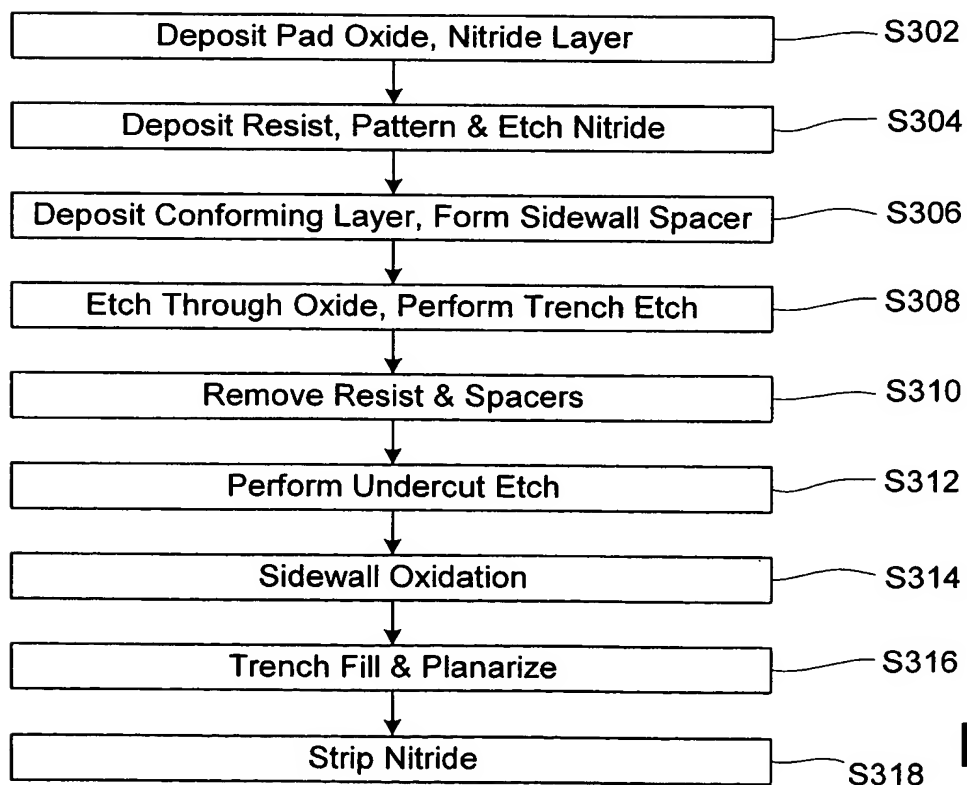 Deposit Pad Oxide, Nitride Layer S302
Deposit Resist, Pattern & Etch Nitride S304
Deposit Conforming Layer, Form Sidewall Spacer S306
Etch Through Oxide, Perform Trench Etch S308
Remove Resist & Spacers S310
Perform Undercut Etch S312
Sidewall Oxidation S314
Trench Fill & Planarize S316
Strip Nitride S318